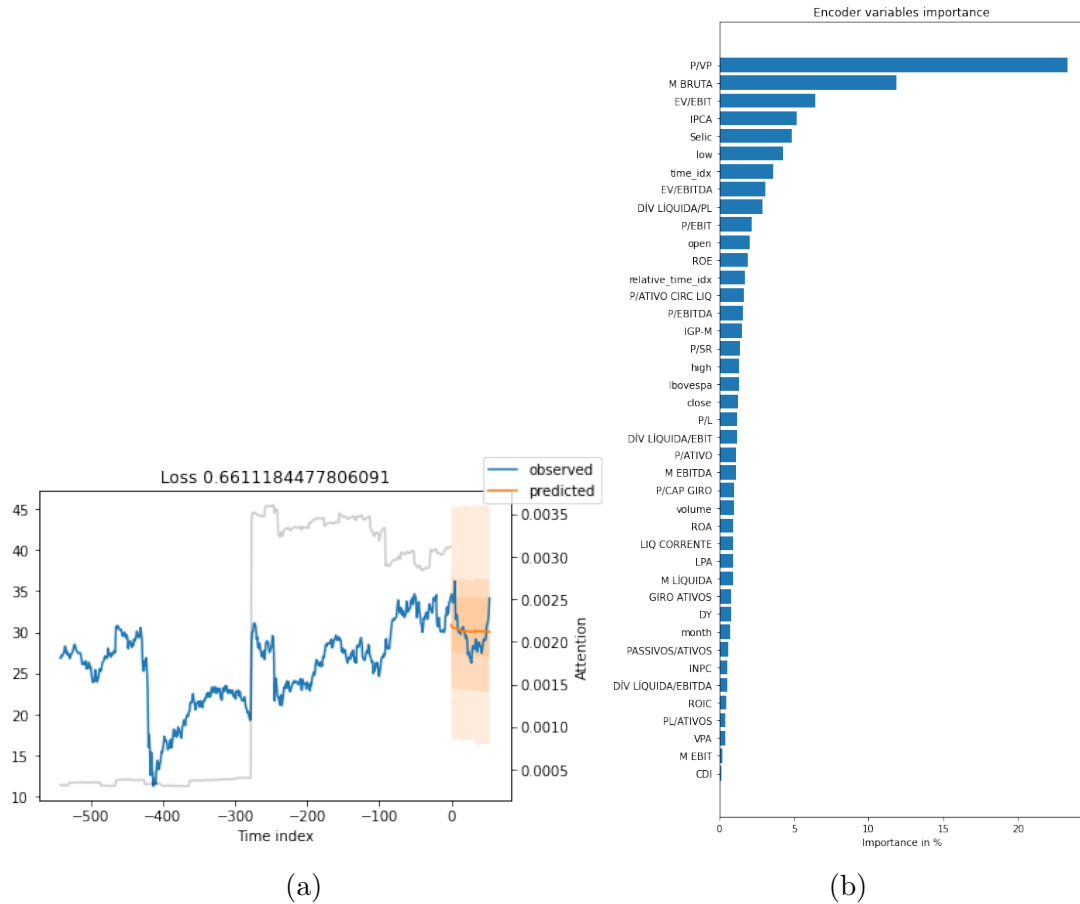 Loss 0.6611184477806091
observed
predicted
45
40
35
30
25
20
15
10
0.0035
0.0030
0.0025
0.0020
0.0015
0.0010
0.0005
Attention
−500
−400
−300
−200
−100
0
Time index
(a)
Encoder variables importance
P/VP
M BRUTA
EV/EBIT
IPCA
Selic
low
time_idx
EV/EBITDA
DÍV LÍQUIDA/PL
P/EBIT
open
ROE
relative_time_idx
P/ATIVO CIRC LIQ
P/EBITDA
IGP-M
P/SR
high
Ibovespa
close
P/L
DÍV LÍQUIDA/EBIT
P/ATIVO
M EBITDA
P/CAP GIRO
volume
ROA
LIQ CORRENTE
LPA
M LÍQUIDA
GIRO ATIVOS
DY
month
PASSIVOS/ATIVOS
INPC
DÍV LÍQUIDA/EBITDA
ROIC
PL/ATIVOS
VPA
M EBIT
CDI
0
5
10
15
20
Importance in %
(b)